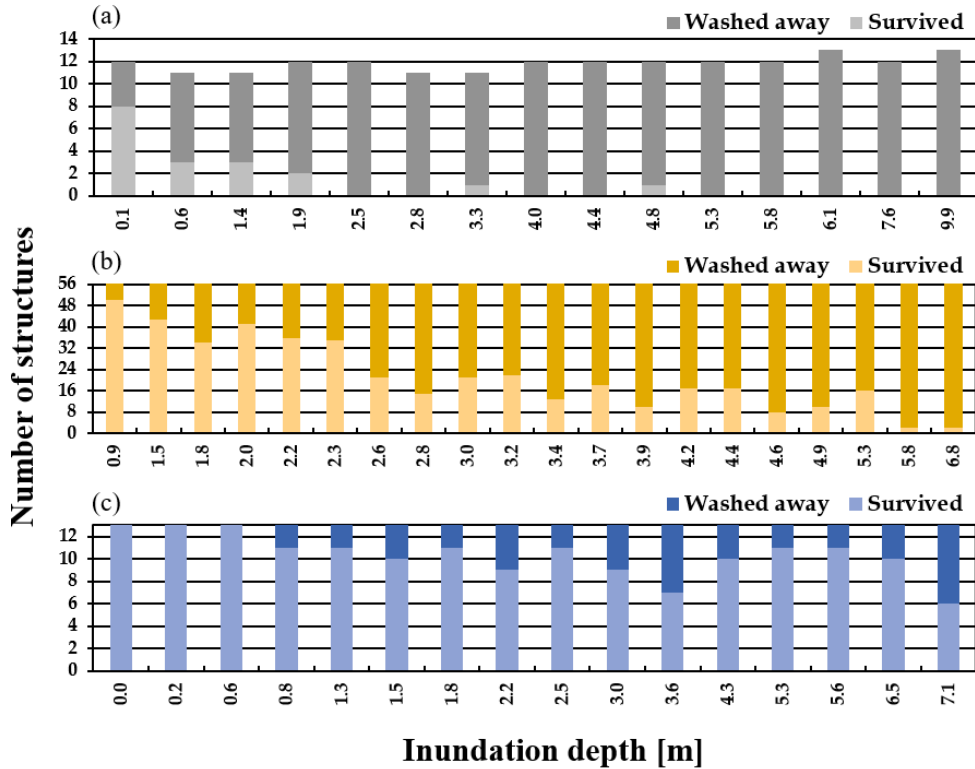 Number of structures
(a)
Washed away Survived
14
12
10
8
6
4
2
0
0.1 0.6 1.4 1.9 2.5 2.8 3.3 4.0 4.4 4.8 5.3 5.8 6.1 7.6 9.9
(b)
Washed away Survived
56
48
40
32
24
16
8
0
0.9 1.5 1.8 2.0 2.2 2.3 2.6 2.8 3.0 3.2 3.4 3.7 3.9 4.2 4.4 4.6 4.9 5.3 5.8 6.8
(c)
Washed away Survived
12
10
8
6
4
2
0
0.0 0.2 0.6 0.8 1.3 1.5 1.8 2.2 2.5 3.0 3.6 4.3 5.3 5.6 6.5 7.1
Inundation depth [m]